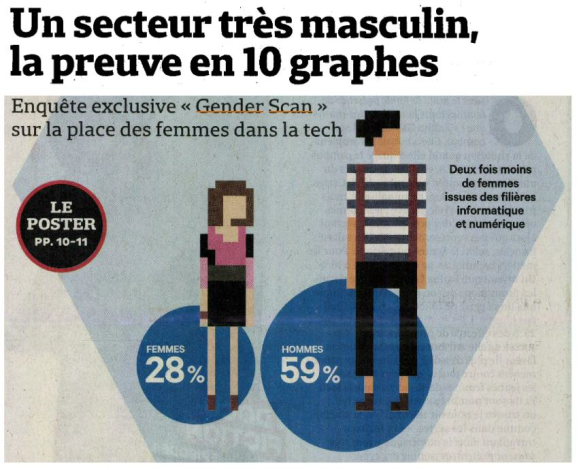 Un secteur très masculin,
la preuve en 10 graphes
Enquête exclusive « Gender Scan »
sur la place des femmes dans la tech
LE
POSTER
PP. 10-11
Deux fois moins
de femmes
issues des filières
informatique
et numérique
FEMMES
28%
HOMMES
59%